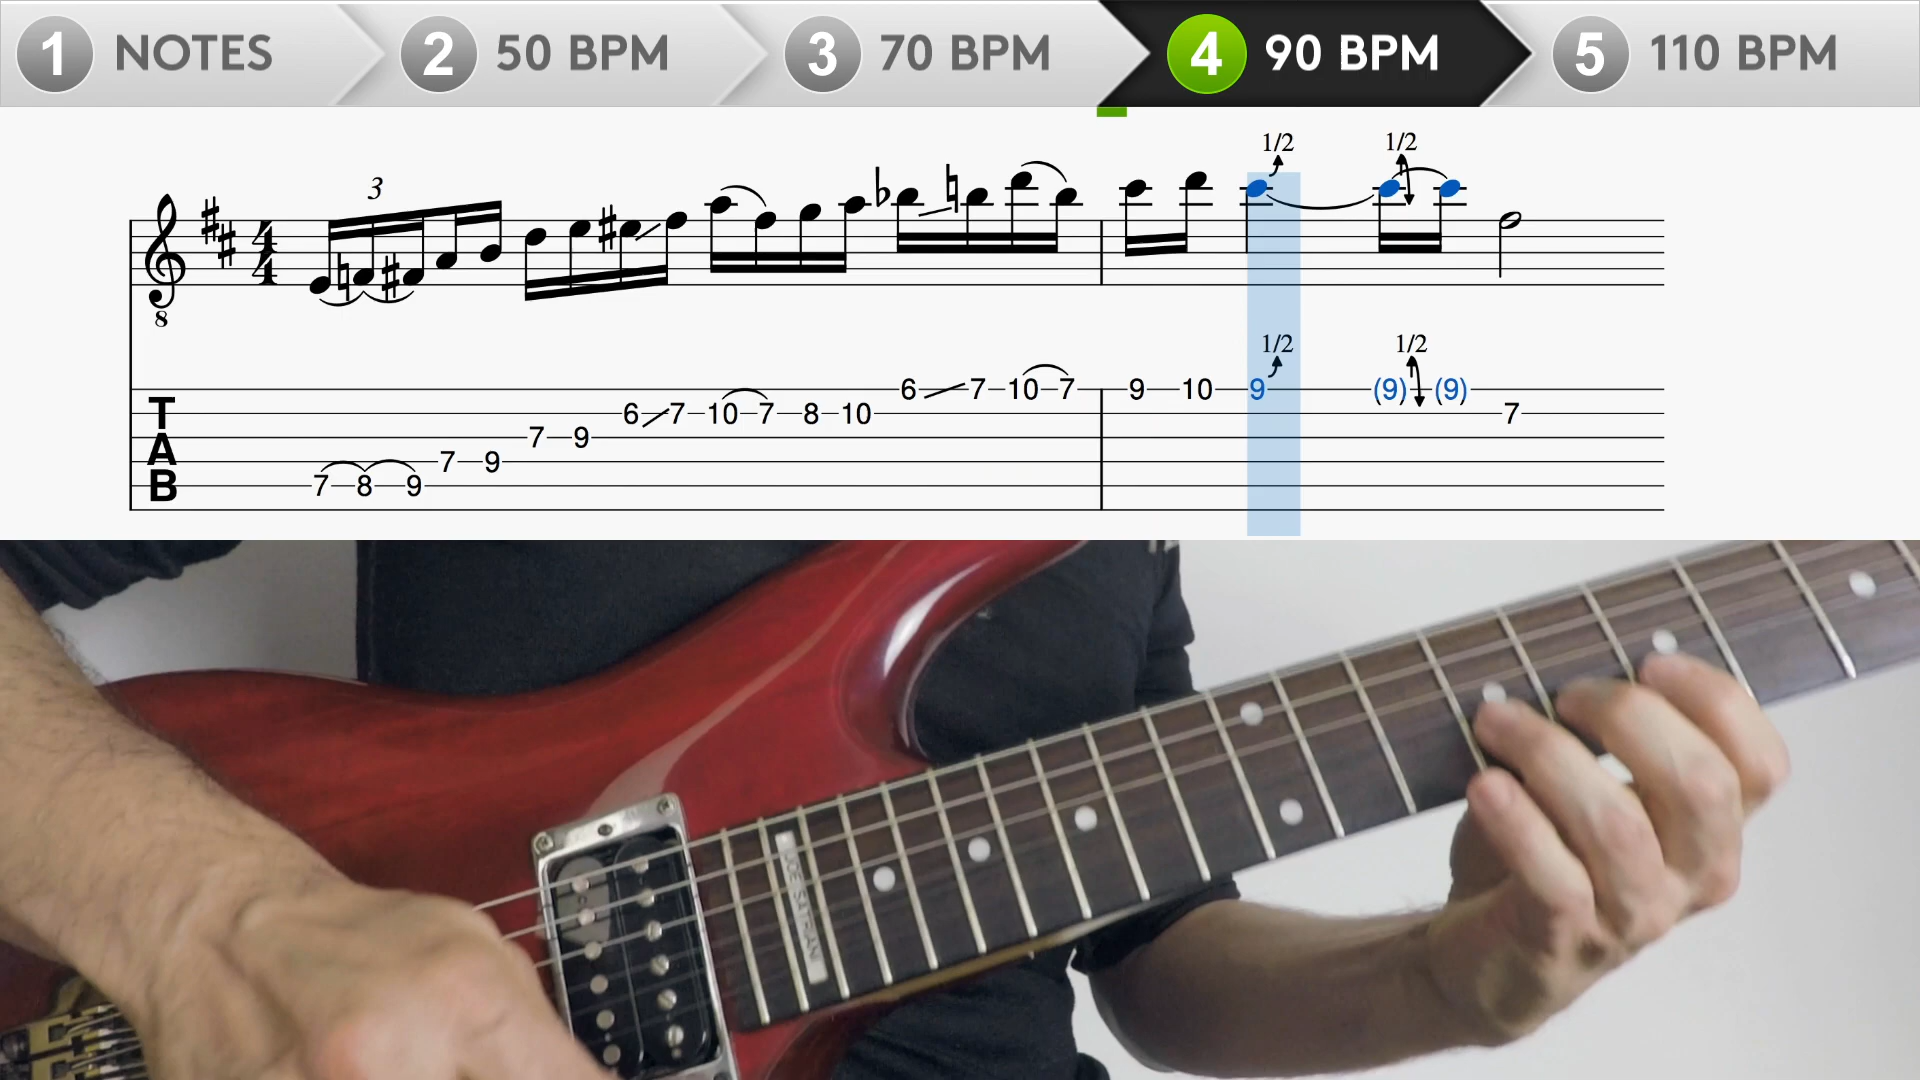 1 NOTES 2 50 BPM 3 70 BPM 4 90 BPM 5 110 BPM
1/2 1/2
3
4
4
8
1/2 1/2
6 7 10 7 9 10 9 (9) (9)
T 6 7 10 7 8 10 7
7 9
A 7 9
B 7 8 9
JOE SATRIANI